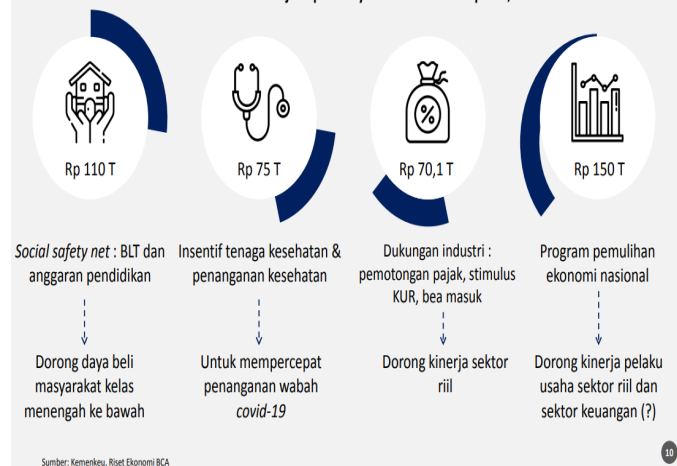 Rp 110 T
Rp 75 T
Rp 70,1 T
Rp 150 T
Social safety net : BLT dan
anggaran pendidikan
Insentif tenaga kesehatan &
penanganan kesehatan
Dukungan industri :
pemotongan pajak, stimulus
KUR, bea masuk
Program pemulihan
ekonomi nasional
Dorong daya beli
masyarakat kelas
menengah ke bawah
Untuk mempercepat
penanganan wabah
covid-19
Dorong kinerja sektor
riil
Dorong kinerja pelaku
usaha sektor riil dan
sektor keuangan (?)
Sumber: Kemenkeu, Riset Ekonomi BCA
10